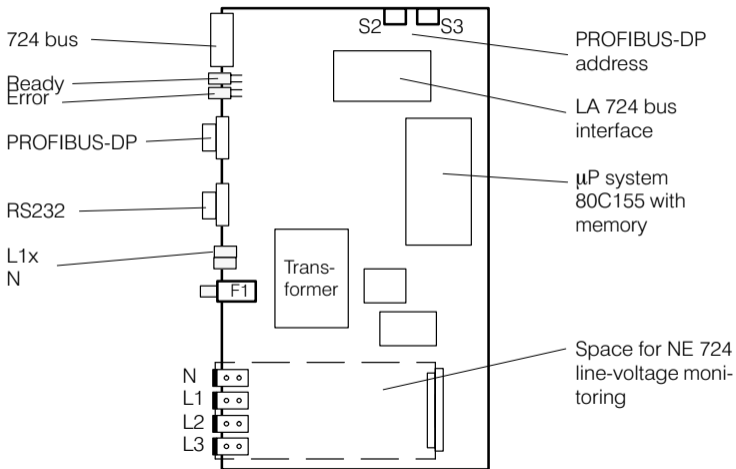 724 bus
Ready
Error
PROFIBUS-DP
RS232
L1x
N
F1
N
L1
L2
L3
S2
S3
Trans-
former
PROFIBUS-DP
address
LA 724 bus
interface
µP system
80C155 with
memory
Space for NE 724
line-voltage moni-
toring